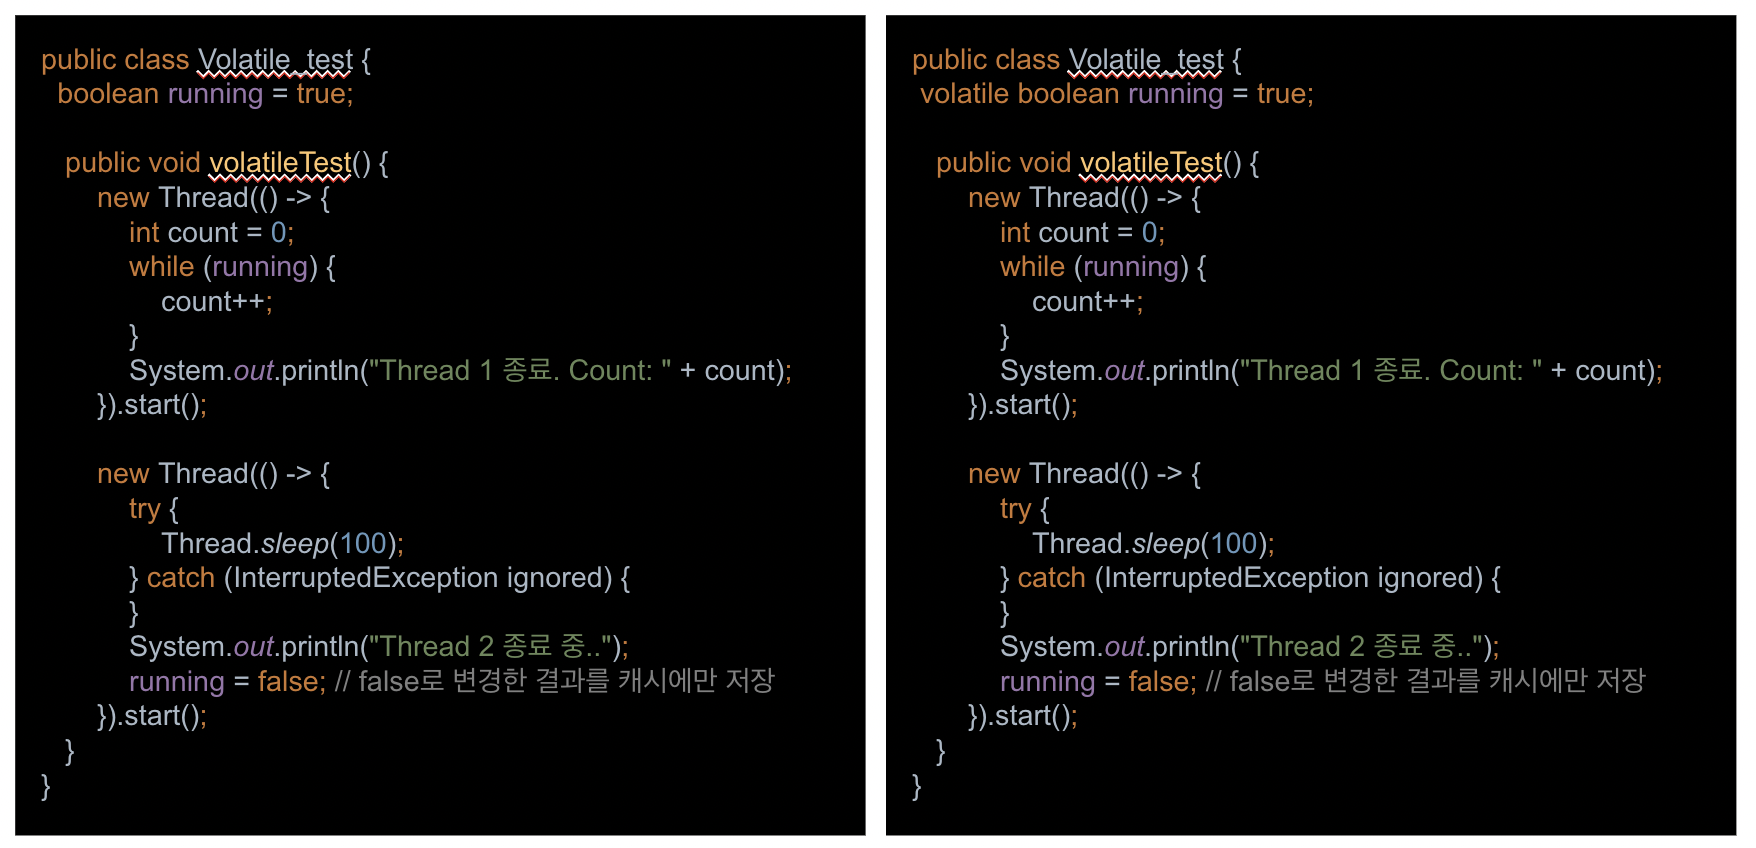 public class Volatile_test {
boolean running = true;
public void volatileTest() {
new Thread(() -> {
int count = 0;
while (running) {
count++;
}
System.out.println("Thread 1 종료. Count: " + count);
}).start();
new Thread(() -> {
try {
Thread.sleep(100);
} catch (InterruptedException ignored) {
}
System.out.println("Thread 2 종료 중..");
running = false; // false로 변경한 결과를 캐시에만 저장
}).start();
}
}
public class Volatile_test {
volatile boolean running = true;
public void volatileTest() {
new Thread(() -> {
int count = 0;
while (running) {
count++;
}
System.out.println("Thread 1 종료. Count: " + count);
}).start();
new Thread(() -> {
try {
Thread.sleep(100);
} catch (InterruptedException ignored) {
}
System.out.println("Thread 2 종료 중..");
running = false; // false로 변경한 결과를 캐시에만 저장
}).start();
}
}